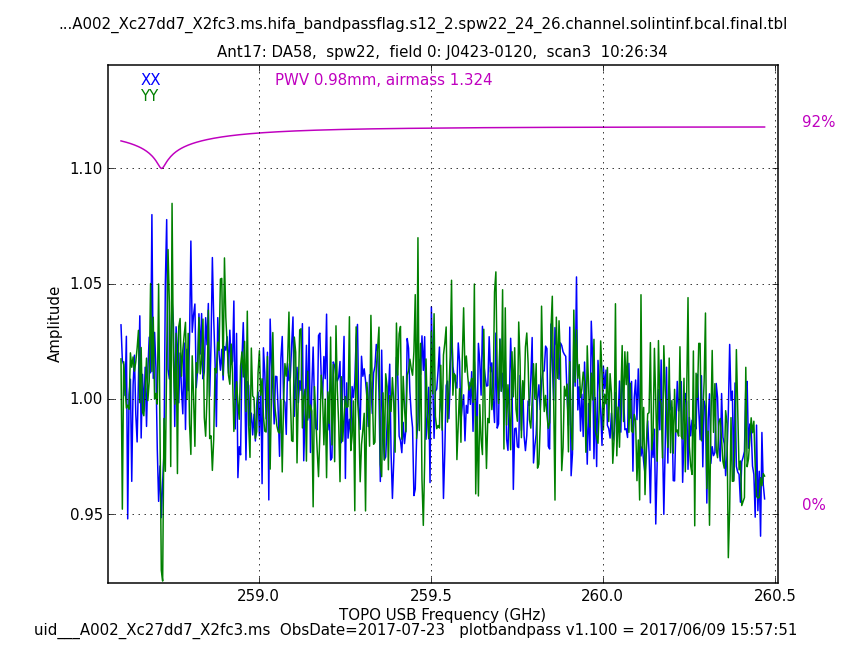 ...A002_Xc27dd7_X2fc3.ms.hifa_bandpassflag.s12_2.spw22_24_26.channel.solintinf.bcal.final.tbl
Ant17: DA58,  spw22,  field 0: J0423-0120,  scan3  10:26:34
XX PWV 0.98mm, airmass 1.324
YY
92%
1.10
1.05
Amplitude
1.00
0.95
0%
259.0 259.5 260.0 260.5
TOPO USB Frequency (GHz)
uid___A002_Xc27dd7_X2fc3.ms  ObsDate=2017-07-23   plotbandpass v1.100 = 2017/06/09 15:57:51